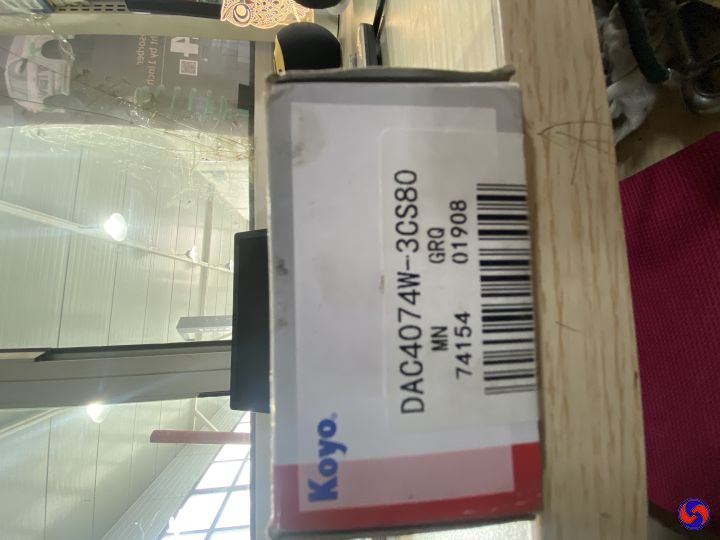 Koyo
DAC4074W-3CS80
MN GRQ
74154 01908